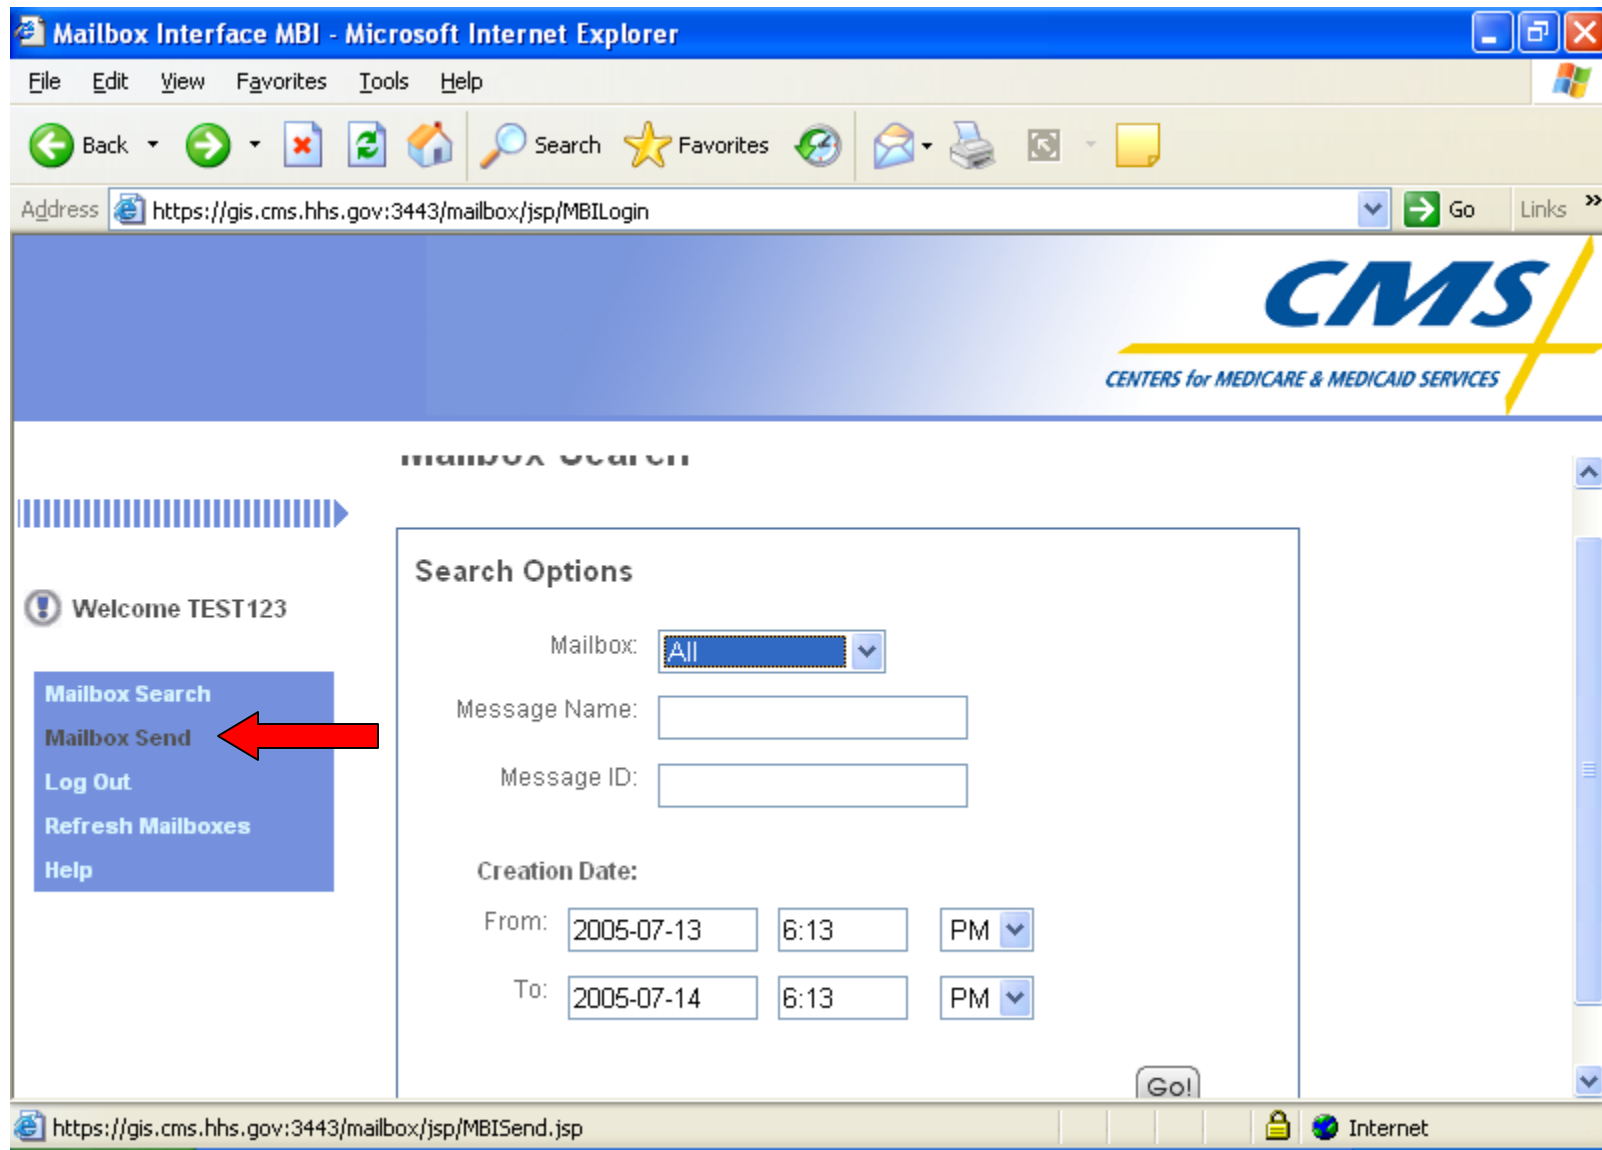 Mailbox Interface MBI - Microsoft Internet Explorer
File Edit View Favorites Tools Help
Back Search Favorites
Address https://gis.cms.hhs.gov:3443/mailbox/jsp/MBILogin Go Links »
CMS
CENTERS for MEDICARE & MEDICAID SERVICES
Mailbox Search
Welcome TEST123
Mailbox Search
Mailbox Send
Log Out
Refresh Mailboxes
Help
Search Options
Mailbox: All
Message Name:
Message ID:
Creation Date:
From: 2005-07-13 6:13 PM
To: 2005-07-14 6:13 PM
Go!
https://gis.cms.hhs.gov:3443/mailbox/jsp/MBISend.jsp Internet